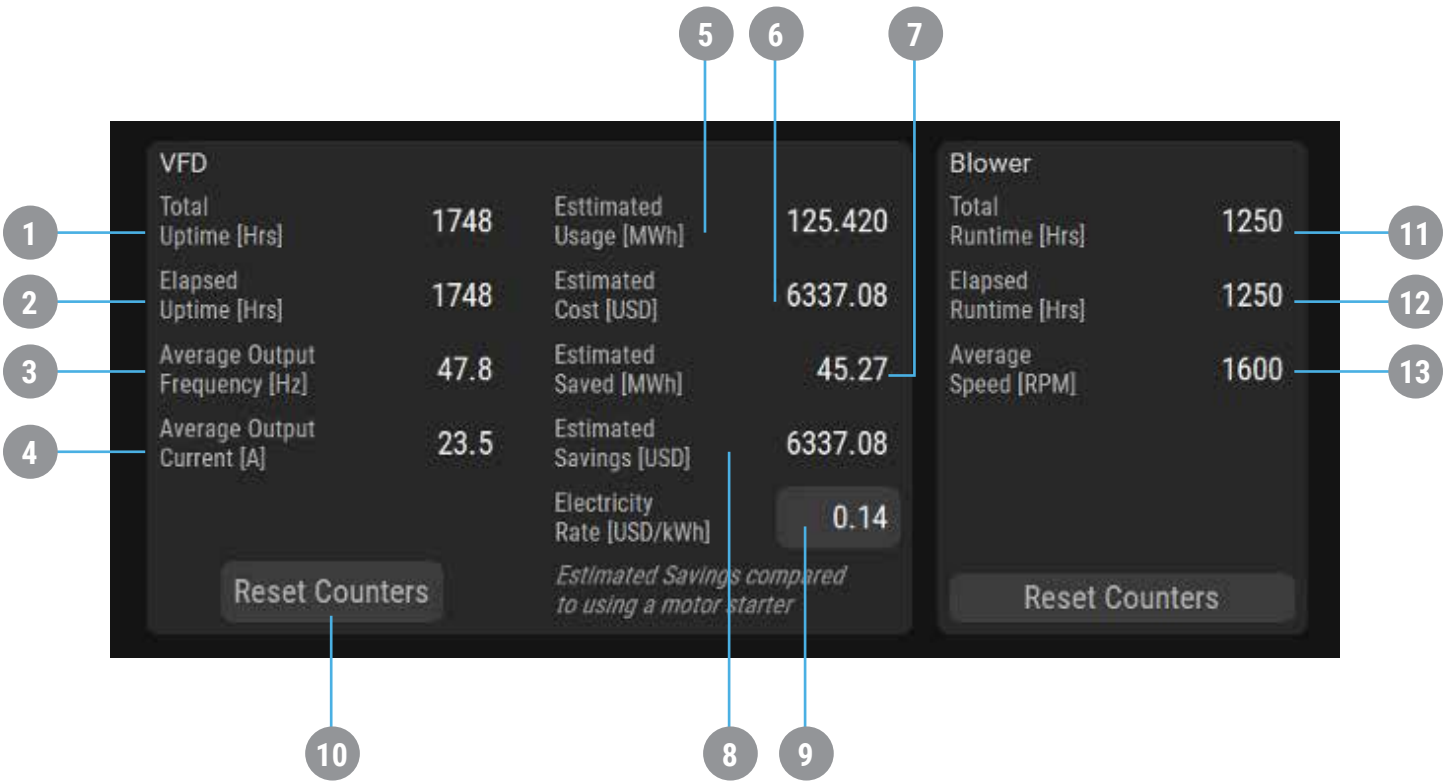 5 6 7
VFD
Total
Uptime [Hrs] 1748
Elapsed
Uptime [Hrs] 1748
Average Output
Frequency [Hz] 47.8
Average Output
Current [A] 23.5
Reset Counters
Esttimated
Usage [MWh] 125.420
Estimated
Cost [USD] 6337.08
Estimated
Saved [MWh] 45.27
Estimated
Savings [USD] 6337.08
Electricity
Rate [USD/kWh] 0.14
Estimated Savings compared
to using a motor starter
Blower
Total
Runtime [Hrs] 1250
Elapsed
Runtime [Hrs] 1250
Average
Speed [RPM] 1600
Reset Counters
1
2
3
4
11
12
13
10 8 9